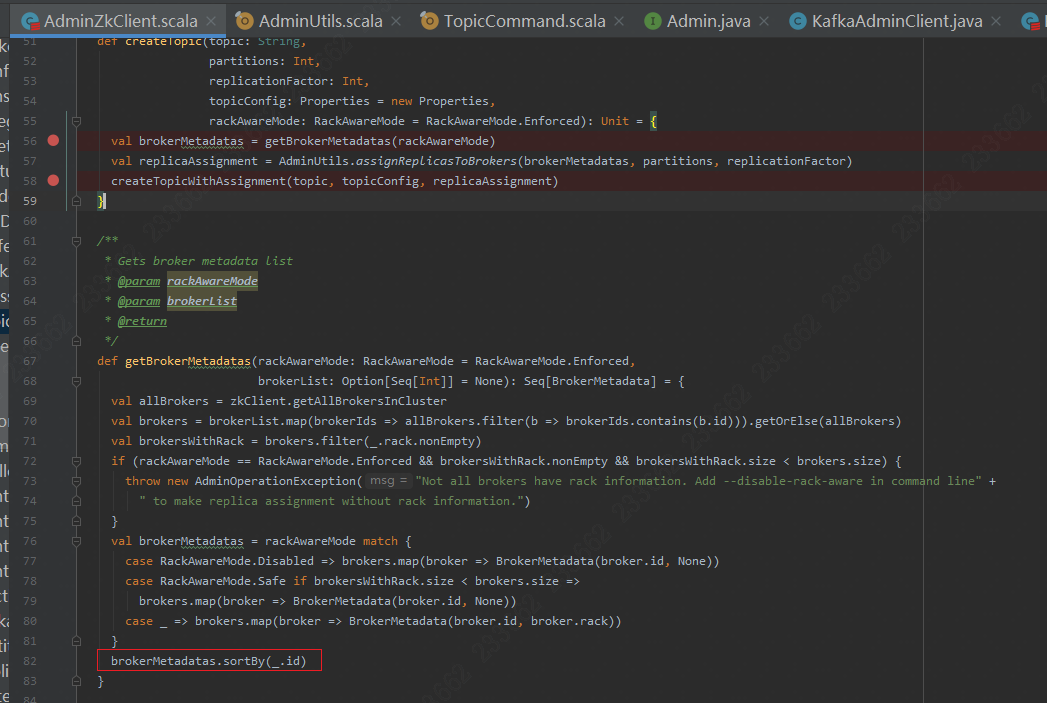 AdminZkClient.scala × AdminUtils.scala × TopicCommand.scala × Admin.java × KafkaAdminClient.java ×
51 def createTopic(topic: String,
52 partitions: Int,
53 replicationFactor: Int,
54 topicConfig: Properties = new Properties,
55 rackAwareMode: RackAwareMode = RackAwareMode.Enforced): Unit = {
56 val brokerMetadatas = getBrokerMetadatas(rackAwareMode)
57 val replicaAssignment = AdminUtils.assignReplicasToBrokers(brokerMetadatas, partitions, replicationFactor)
58 createTopicWithAssignment(topic, topicConfig, replicaAssignment)
59 }
60
61 /**
62 * Gets broker metadata list
63 * @param rackAwareMode
64 * @param brokerList
65 * @return
66 */
67 def getBrokerMetadatas(rackAwareMode: RackAwareMode = RackAwareMode.Enforced,
68 brokerList: Option[Seq[Int]] = None): Seq[BrokerMetadata] = {
69 val allBrokers = zkClient.getAllBrokersInCluster
70 val brokers = brokerList.map(brokerIds => allBrokers.filter(b => brokerIds.contains(b.id))).getOrElse(allBrokers)
71 val brokersWithRack = brokers.filter(_.rack.nonEmpty)
72 if (rackAwareMode == RackAwareMode.Enforced && brokersWithRack.nonEmpty && brokersWithRack.size < brokers.size) {
73 throw new AdminOperationException( msg = "Not all brokers have rack information. Add --disable-rack-aware in command line" +
74 " to make replica assignment without rack information.")
75 }
76 val brokerMetadatas = rackAwareMode match {
77 case RackAwareMode.Disabled => brokers.map(broker => BrokerMetadata(broker.id, None))
78 case RackAwareMode.Safe if brokersWithRack.size < brokers.size =>
79 brokers.map(broker => BrokerMetadata(broker.id, None))
80 case _ => brokers.map(broker => BrokerMetadata(broker.id, broker.rack))
81 }
82 brokerMetadatas.sortBy(_.id)
83 }
84